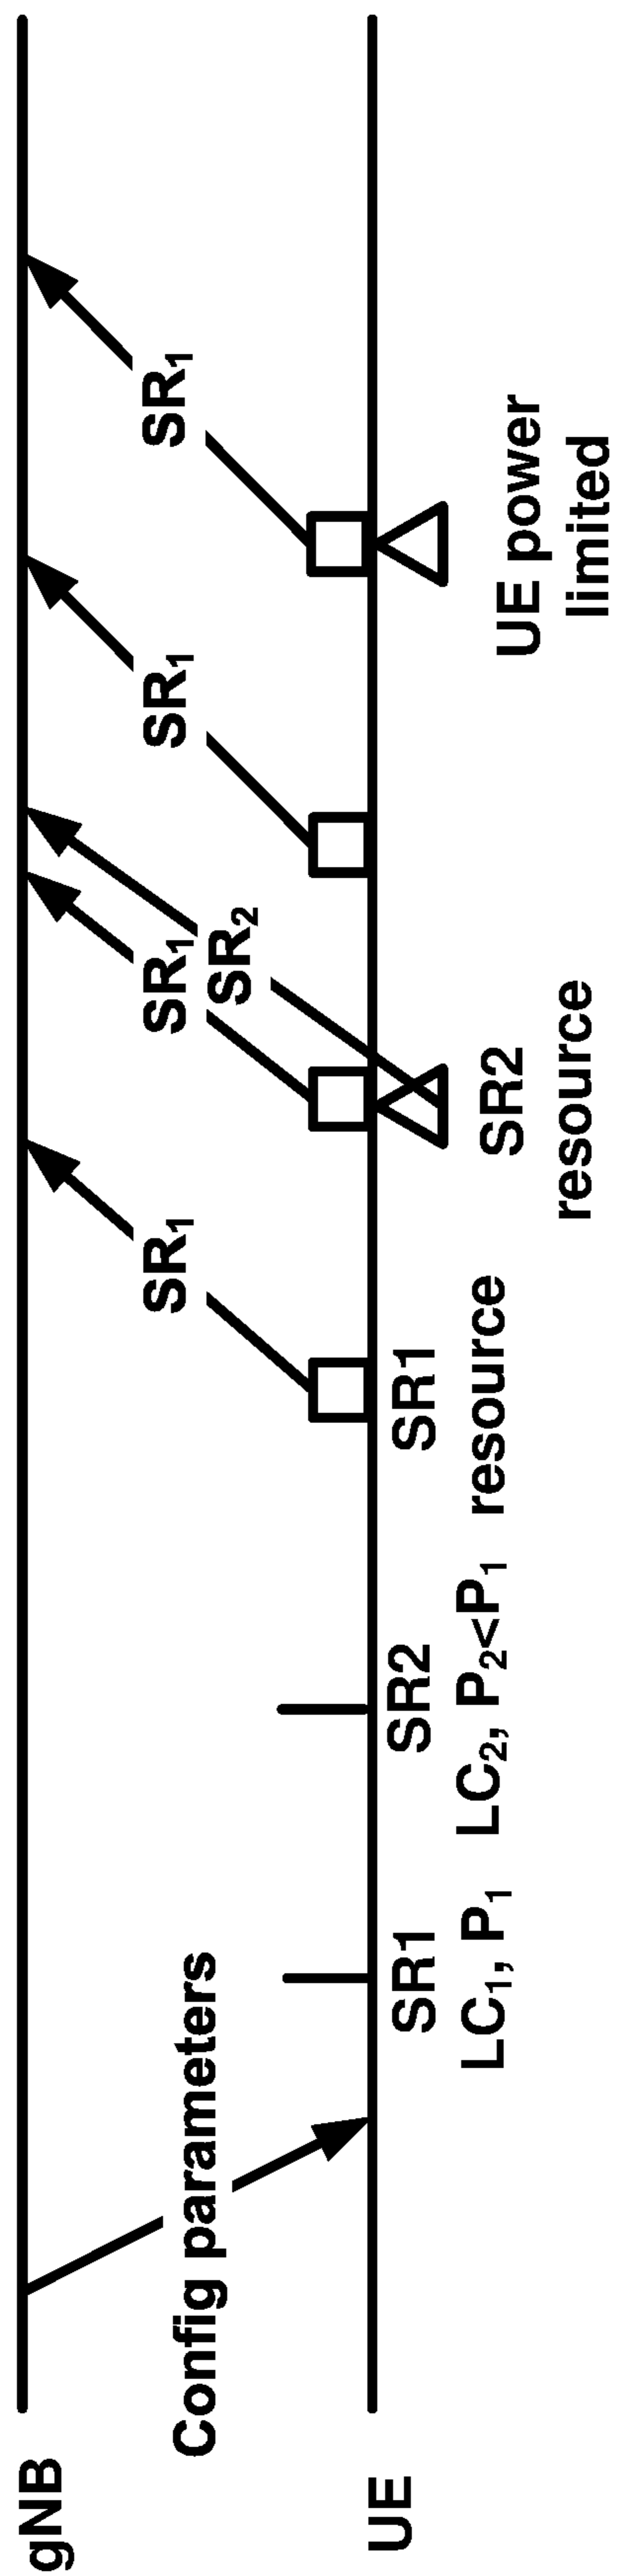 gNB
Config parameters
SR₁
SR₁
SR₂
SR₁
SR₁
UE
SR1
LC₁, P₁
SR2
LC₂, P₂<P₁
SR1
resource
SR2
resource
UE power
limited